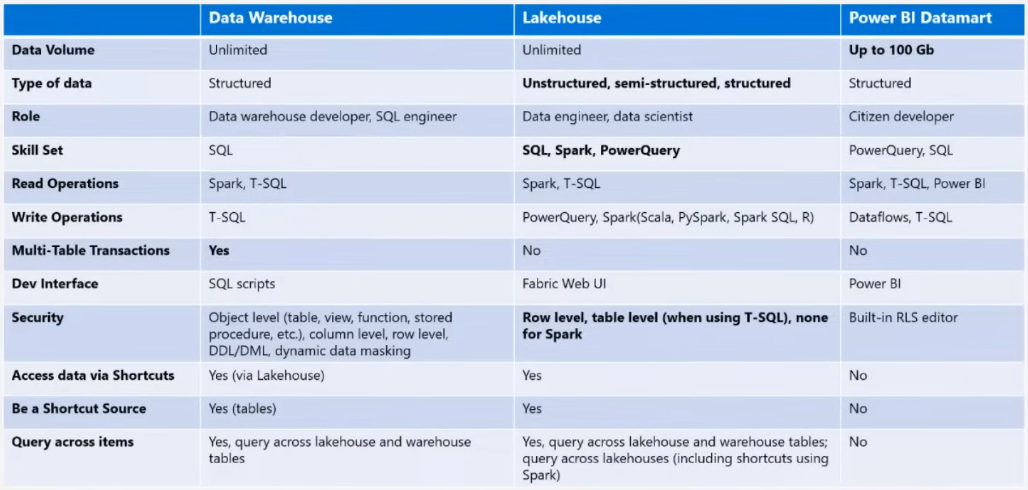 Data Warehouse Lakehouse Power BI Datamart
Data Volume Unlimited Unlimited Up to 100 Gb
Type of data Structured Unstructured, semi-structured, structured Structured
Role Data warehouse developer, SQL engineer Data engineer, data scientist Citizen developer
Skill Set SQL SQL, Spark, PowerQuery PowerQuery, SQL
Read Operations Spark, T-SQL Spark, T-SQL Spark, T-SQL, Power BI
Write Operations T-SQL PowerQuery, Spark(Scala, PySpark, Spark SQL, R) Dataflows, T-SQL
Multi-Table Transactions Yes No No
Dev Interface SQL scripts Fabric Web UI Power BI
Security Object level (table, view, function, stored Row level, table level (when using T-SQL), none Built-in RLS editor
procedure, etc.), column level, row level, for Spark
DDL/DML, dynamic data masking
Access data via Shortcuts Yes (via Lakehouse) Yes No
Be a Shortcut Source Yes (tables) Yes No
Query across items Yes, query across lakehouse and warehouse Yes, query across lakehouse and warehouse tables; No
tables query across lakehouses (including shortcuts using
Spark)